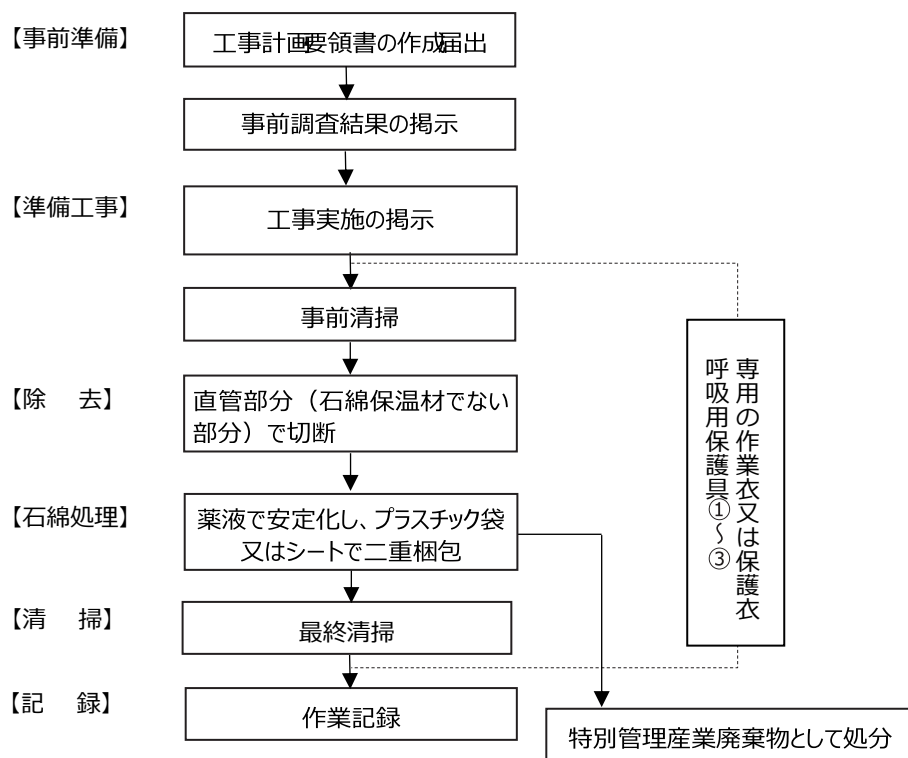 【事前準備】
工事計画要領書の作成届出
事前調査結果の掲示
【準備工事】
工事実施の掲示
事前清掃
【除 去】
直管部分（石綿保温材でない
部分）で切断
【石綿処理】
薬液で安定化し、プラスチック袋
又はシートで二重梱包
【清 掃】
最終清掃
【記 録】
作業記録
専用の作業衣又は保護衣
呼吸用保護具①～③
特別管理産業廃棄物として処分